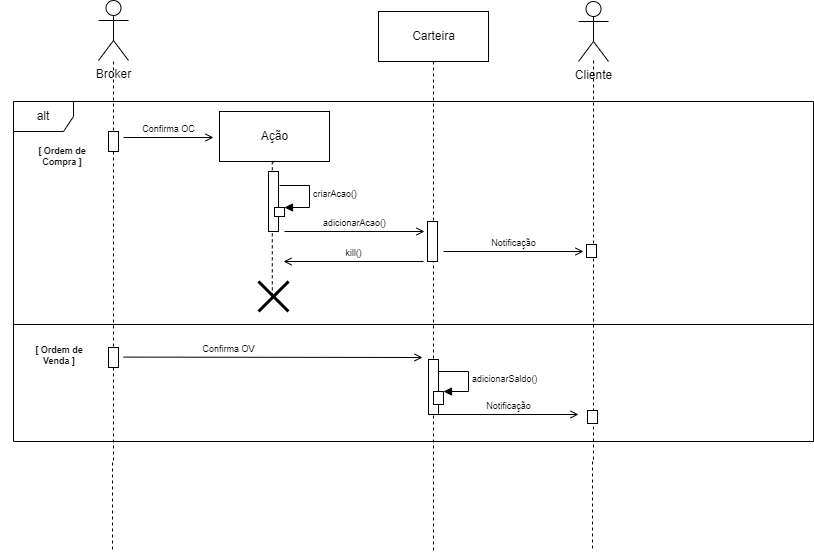 Broker
Carteira
Cliente
alt
[ Ordem de
Compra ]
Confirma OC
Ação
criarAcao()
adicionarAcao()
Notificação
kill()
[ Ordem de
Venda ]
Confirma OV
adicionarSaldo()
Notificação